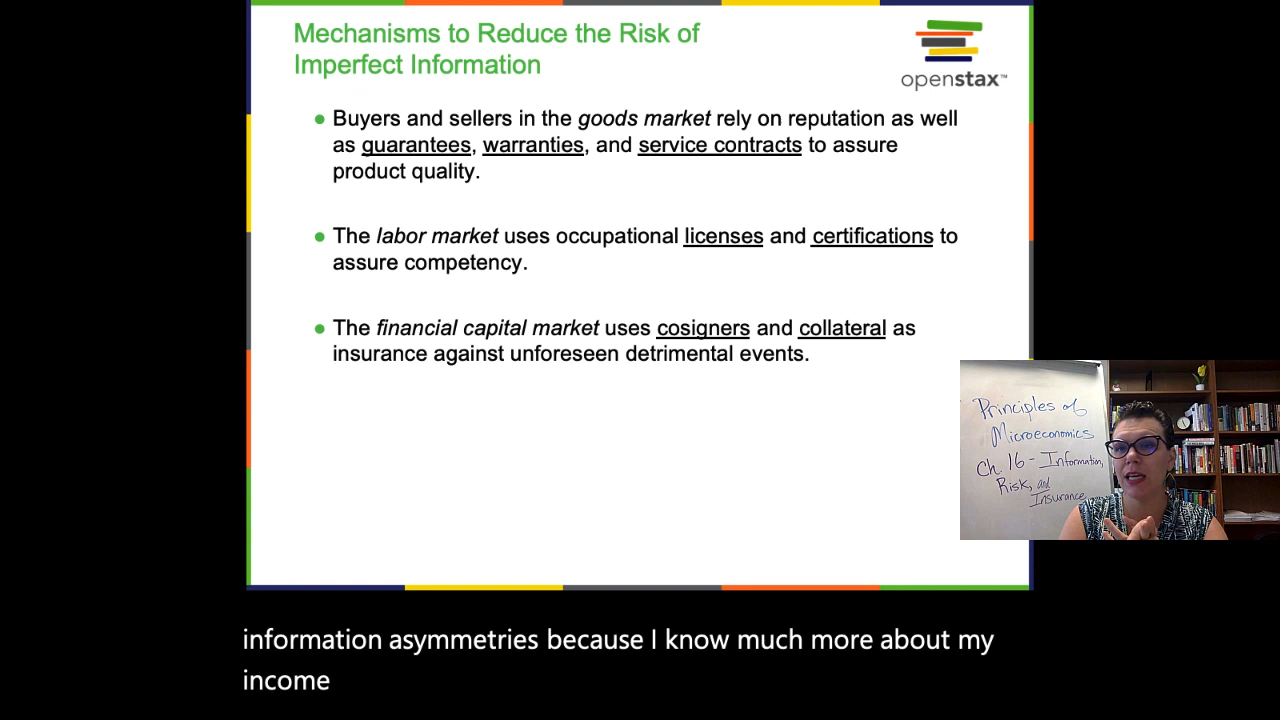 Mechanisms to Reduce the Risk of
Imperfect Information
openstax™
● Buyers and sellers in the goods market rely on reputation as well
as guarantees, warranties, and service contracts to assure
product quality.
● The labor market uses occupational licenses and certifications to
assure competency.
● The financial capital market uses cosigners and collateral as
insurance against unforeseen detrimental events.
Principles of
Microeconomics
Ch. 16 - Information,
Risk, and
Insurance
information asymmetries because I know much more about my
income